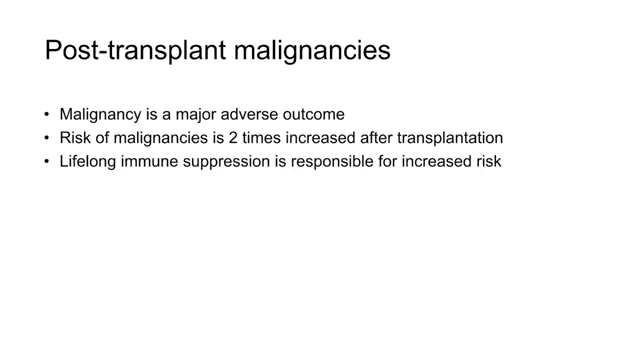 Post-transplant malignancies
• Malignancy is a major adverse outcome
• Risk of malignancies is 2 times increased after transplantation
• Lifelong immune suppression is responsible for increased risk